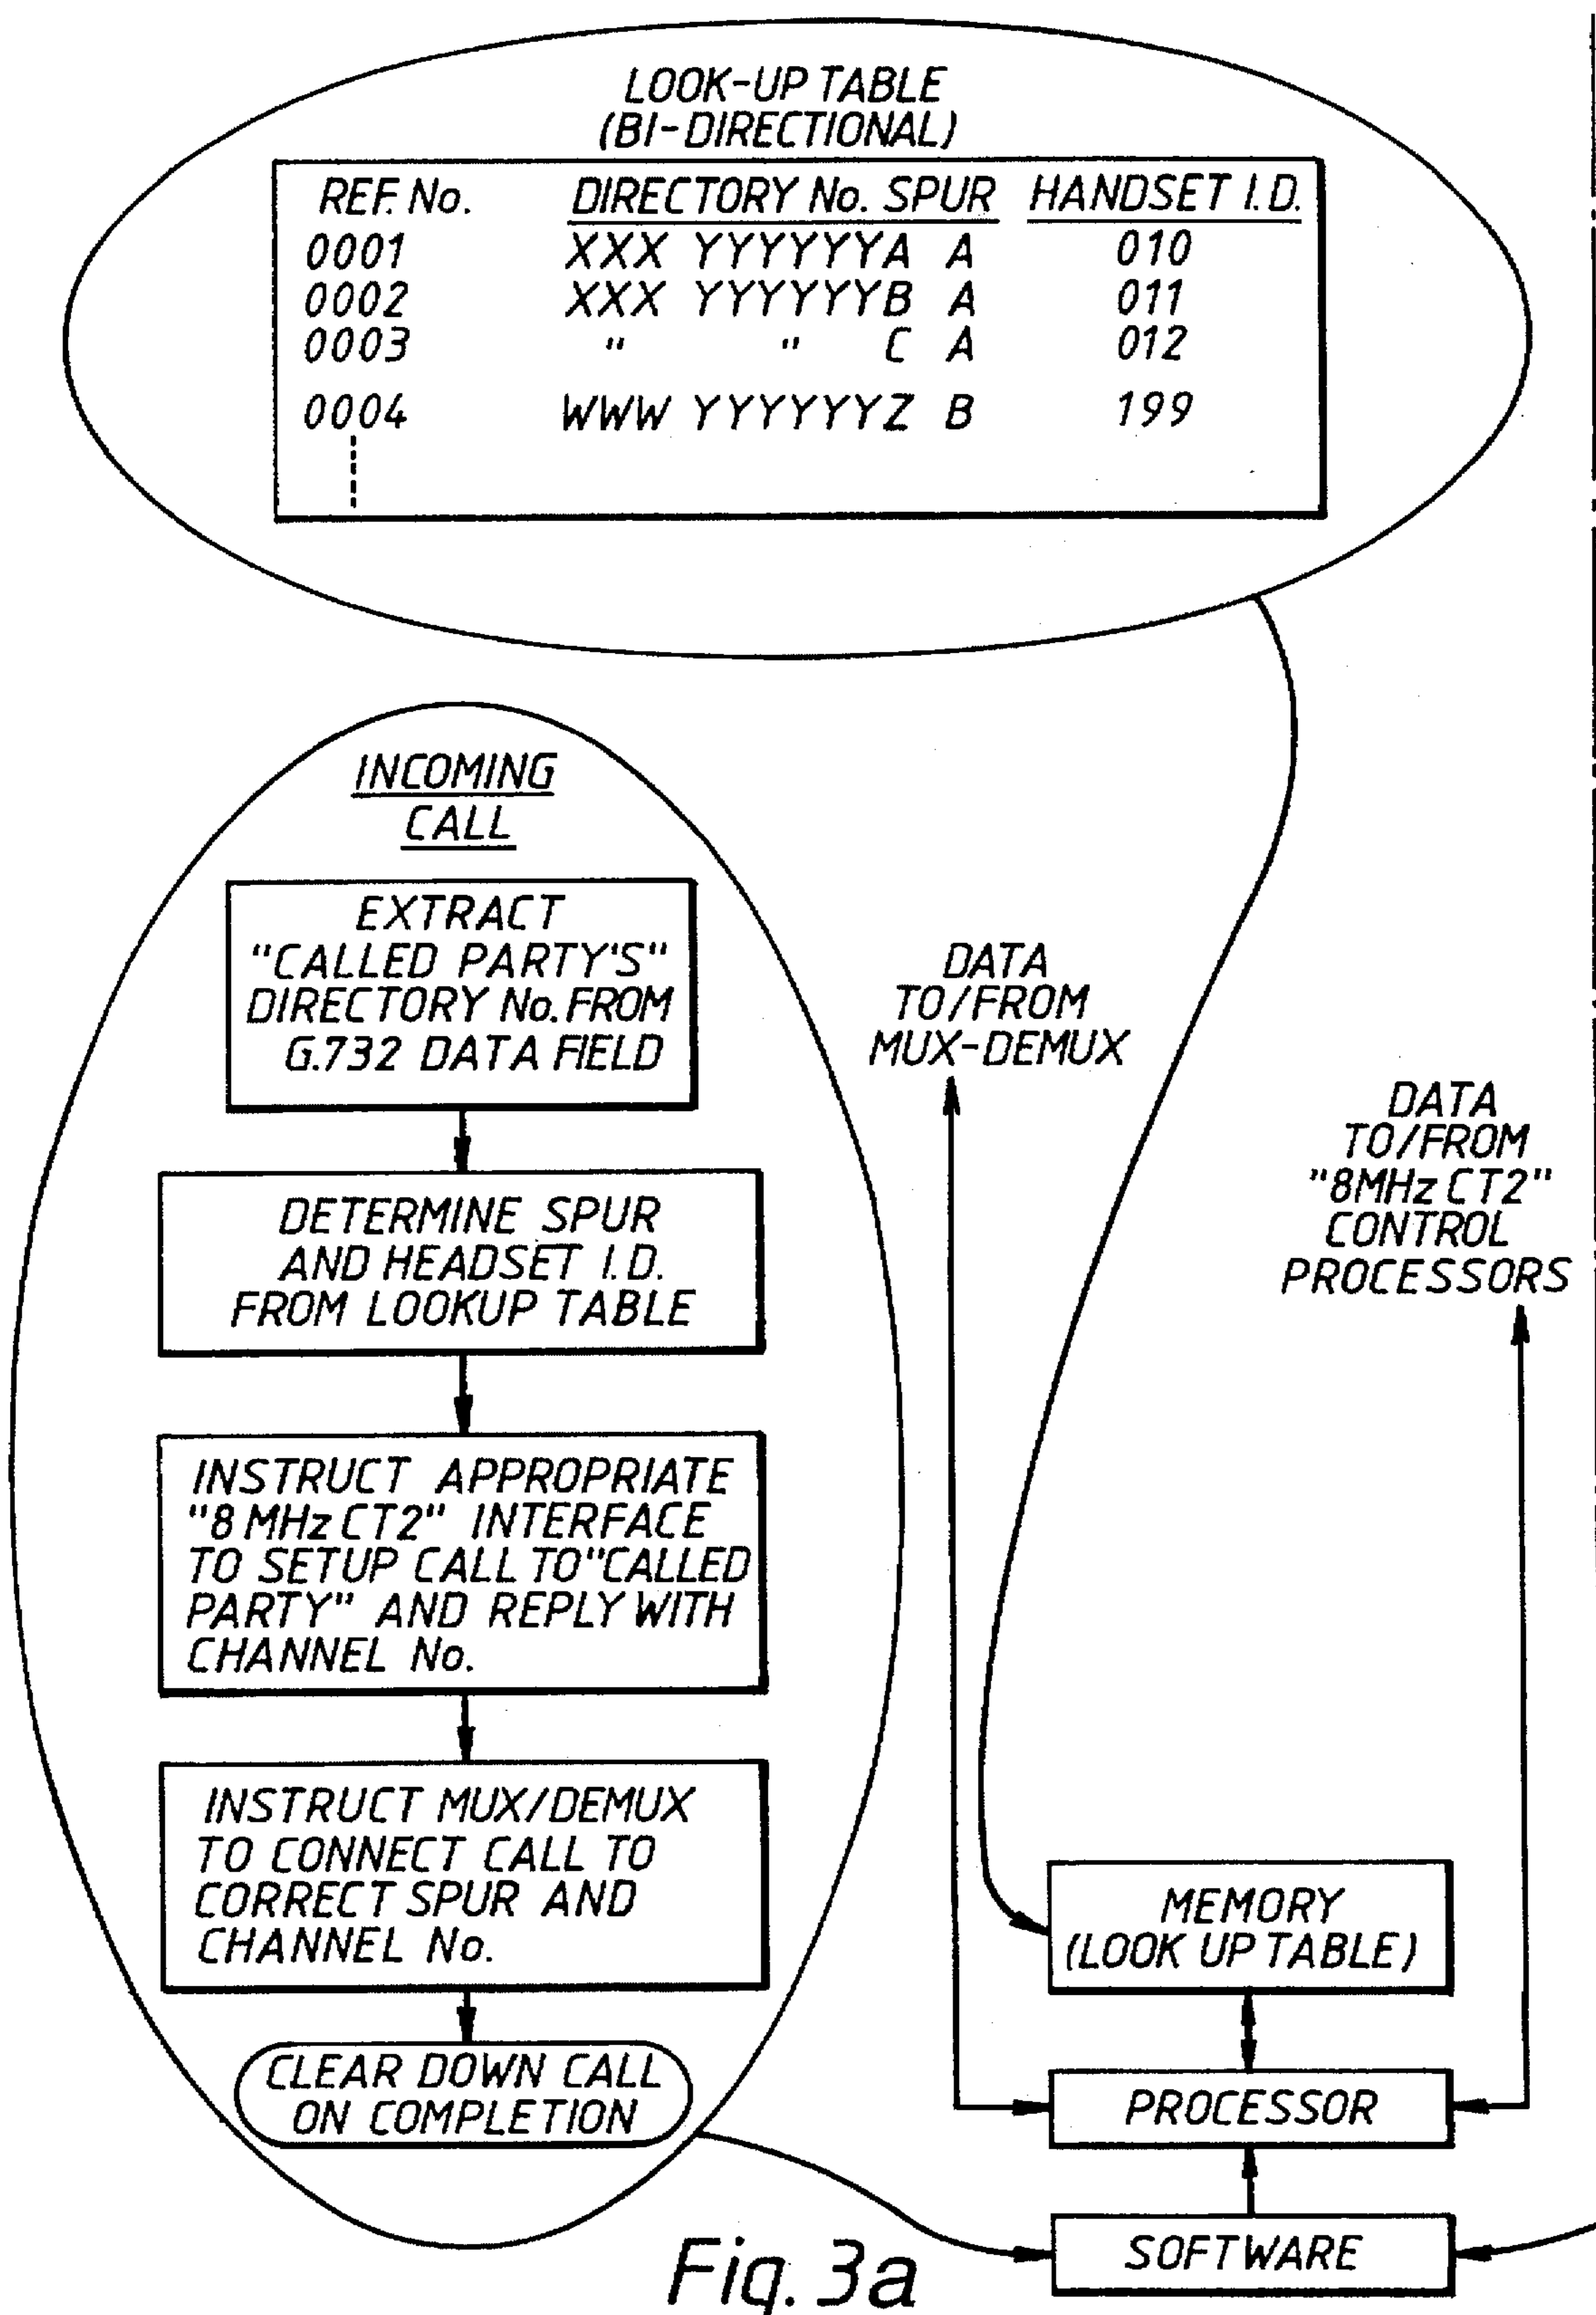 LOOK-UP TABLE
(BI-DIRECTIONAL)
REF. No. DIRECTORY No. SPUR HANDSET I.D.
0001 XXX YYYYYYA A 010
0002 XXX YYYYYYB A 011
0003 " " C A 012
0004 WWW YYYYYYZ B 199
INCOMING
CALL
EXTRACT
"CALLED PARTY'S"
DIRECTORY No. FROM
G.732 DATA FIELD
DETERMINE SPUR
AND HEADSET I.D.
FROM LOOKUP TABLE
INSTRUCT APPROPRIATE
"8 MHz CT2" INTERFACE
TO SETUP CALL TO "CALLED
PARTY" AND REPLY WITH
CHANNEL No.
INSTRUCT MUX/DEMUX
TO CONNECT CALL TO
CORRECT SPUR AND
CHANNEL No.
CLEAR DOWN CALL
ON COMPLETION
DATA
TO/FROM
MUX-DEMUX
DATA
TO/FROM
"8MHz CT2"
CONTROL
PROCESSORS
MEMORY
(LOOK UP TABLE)
PROCESSOR
SOFTWARE
Fig. 3a